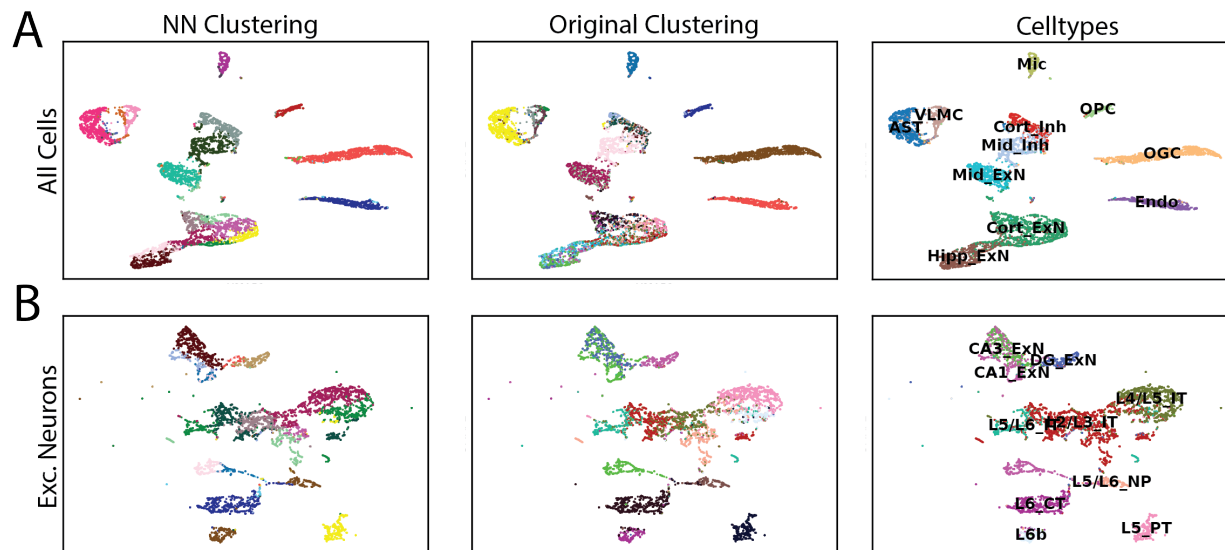 A
NN Clustering
Original Clustering
Celltypes
All Cells
Mic
OPC
VLMC
AST
Cort_Inh
Mid_Inh
OGC
Mid_ExN
Endo
Cort_ExN
Hipp_ExN
B
Exc. Neurons
CA3_ExN
DG_ExN
CA1_ExN
L4/L5_IT
L5/L6_IT
L2/L3_IT
L5/L6_NP
L6_CT
L6b
L5_PT